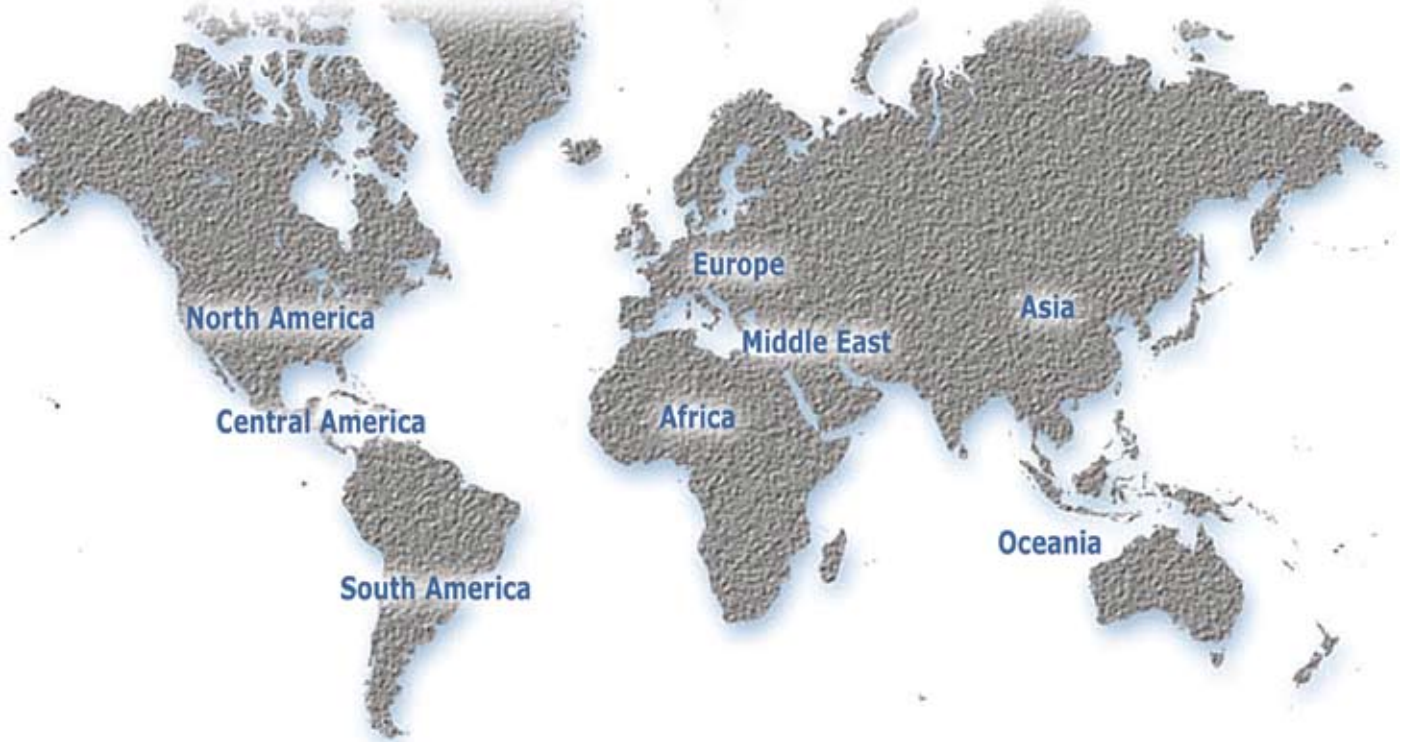 Europe
North America
Asia
Middle East
Central America
Africa
Oceania
South America